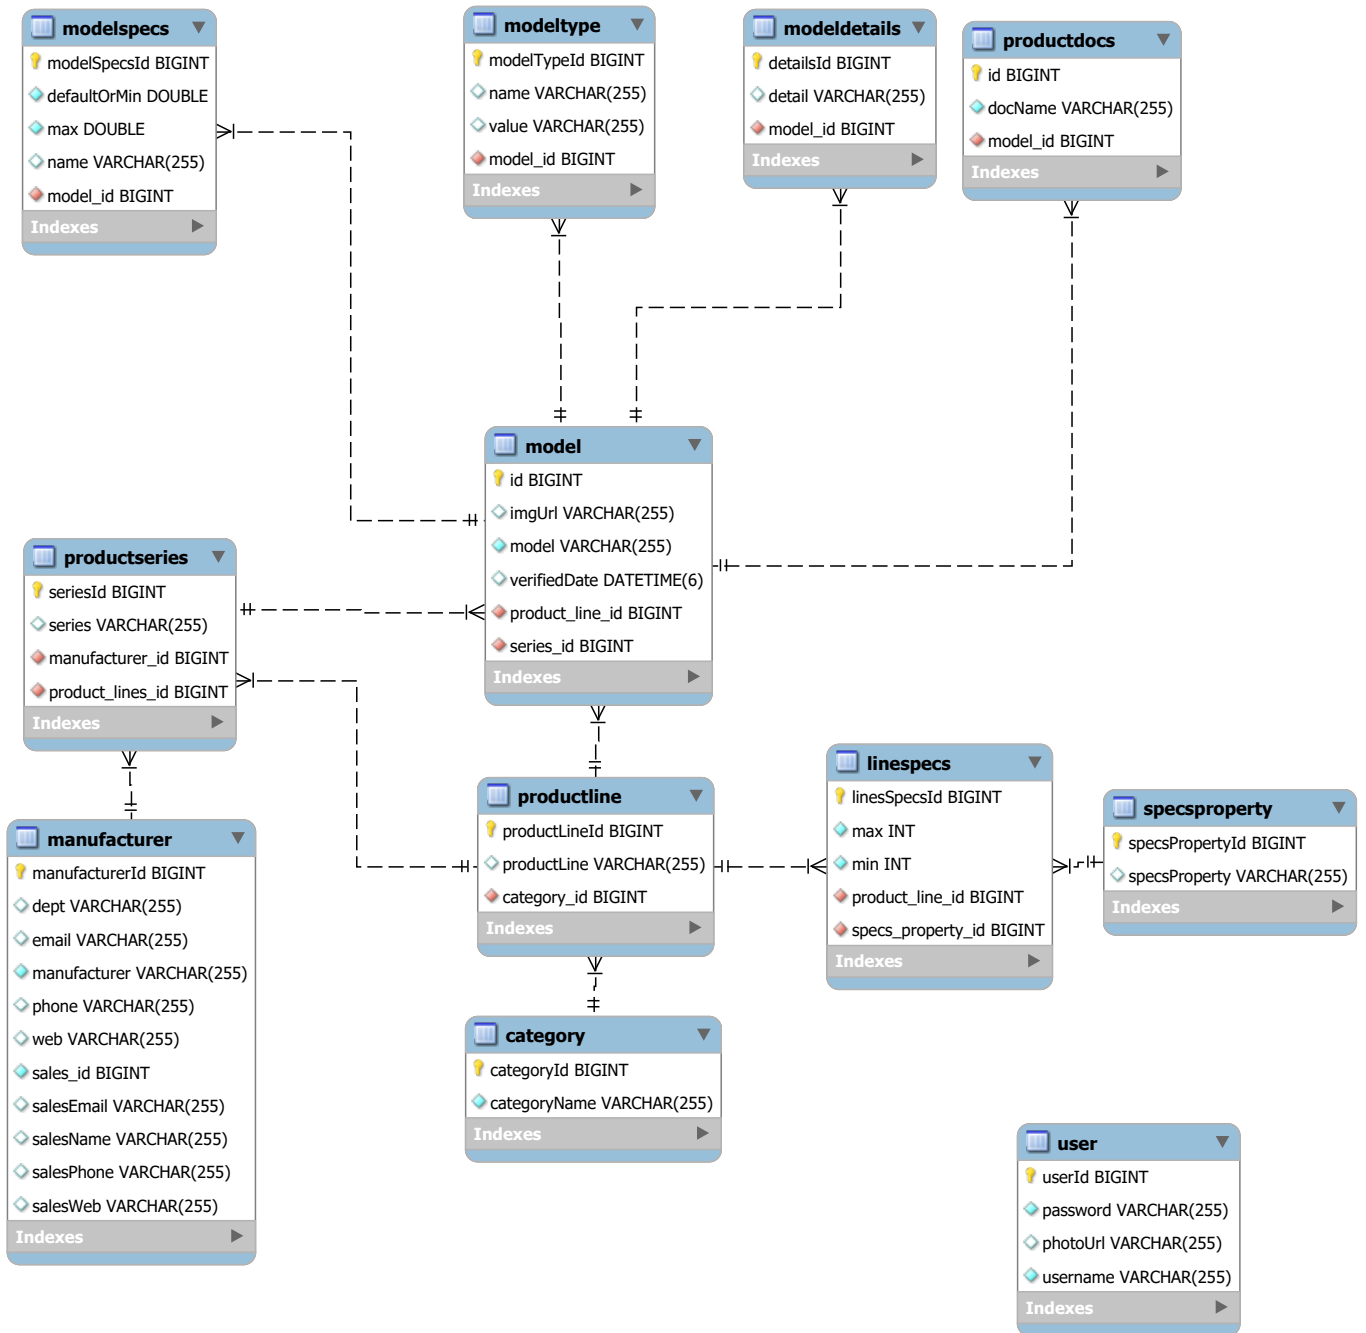 modelspecs
modelSpecsId BIGINT
defaultOrMin DOUBLE
max DOUBLE
name VARCHAR(255)
model_id BIGINT
Indexes
modeltype
modelTypeId BIGINT
name VARCHAR(255)
value VARCHAR(255)
model_id BIGINT
Indexes
modeldetails
detailsId BIGINT
detail VARCHAR(255)
model_id BIGINT
Indexes
productdocs
id BIGINT
docName VARCHAR(255)
model_id BIGINT
Indexes
model
id BIGINT
imgUrl VARCHAR(255)
model VARCHAR(255)
verifiedDate DATETIME(6)
product_line_id BIGINT
series_id BIGINT
Indexes
productseries
seriesId BIGINT
series VARCHAR(255)
manufacturer_id BIGINT
product_lines_id BIGINT
Indexes
manufacturer
manufacturerId BIGINT
dept VARCHAR(255)
email VARCHAR(255)
manufacturer VARCHAR(255)
phone VARCHAR(255)
web VARCHAR(255)
sales_id BIGINT
salesEmail VARCHAR(255)
salesName VARCHAR(255)
salesPhone VARCHAR(255)
salesWeb VARCHAR(255)
Indexes
productline
productLineId BIGINT
productLine VARCHAR(255)
category_id BIGINT
Indexes
linespecs
linesSpecsId BIGINT
max INT
min INT
product_line_id BIGINT
specs_property_id BIGINT
Indexes
specsproperty
specsPropertyId BIGINT
specsProperty VARCHAR(255)
Indexes
category
categoryId BIGINT
categoryName VARCHAR(255)
Indexes
user
userId BIGINT
password VARCHAR(255)
photoUrl VARCHAR(255)
username VARCHAR(255)
Indexes